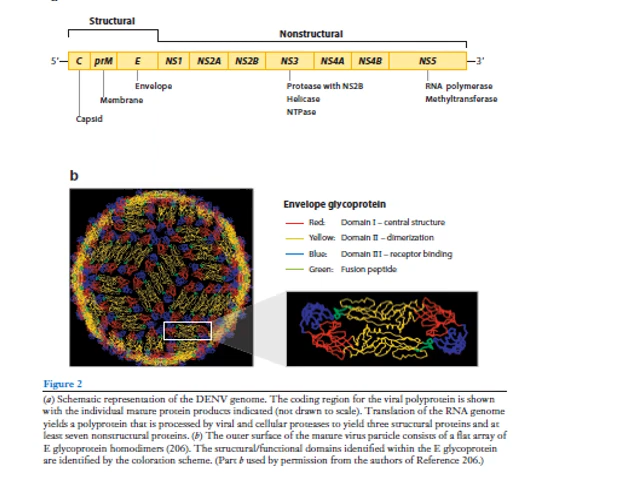 Structural
Nonstructural
5'
C prM E NS1 NS2A NS2B NS3 NS4A NS4B NS5
3'
Envelope
Protease with NS2B
RNA polymerase
Membrane
Helicase
Methyltransferase
NTPase
Capsid
b
Envelope glycoprotein
Red: Domain I – central structure
Yellow: Domain II – dimerization
Blue: Domain III – receptor binding
Green: Fusion peptide
Figure 2
(a) Schematic representation of the DENV genome. The coding region for the viral polyprotein is shown
with the individual mature protein products indicated (not drawn to scale). Translation of the RNA genome
yields a polyprotein that is processed by viral and cellular proteases to yield three structural proteins and at
least seven nonstructural proteins. (b) The outer surface of the mature virus particle consists of a flat array of
E glycoprotein homodimers (206). The structural/functional domains identified within the E glycoprotein
are identified by the coloration scheme. (Part b used by permission from the authors of Reference 206.)